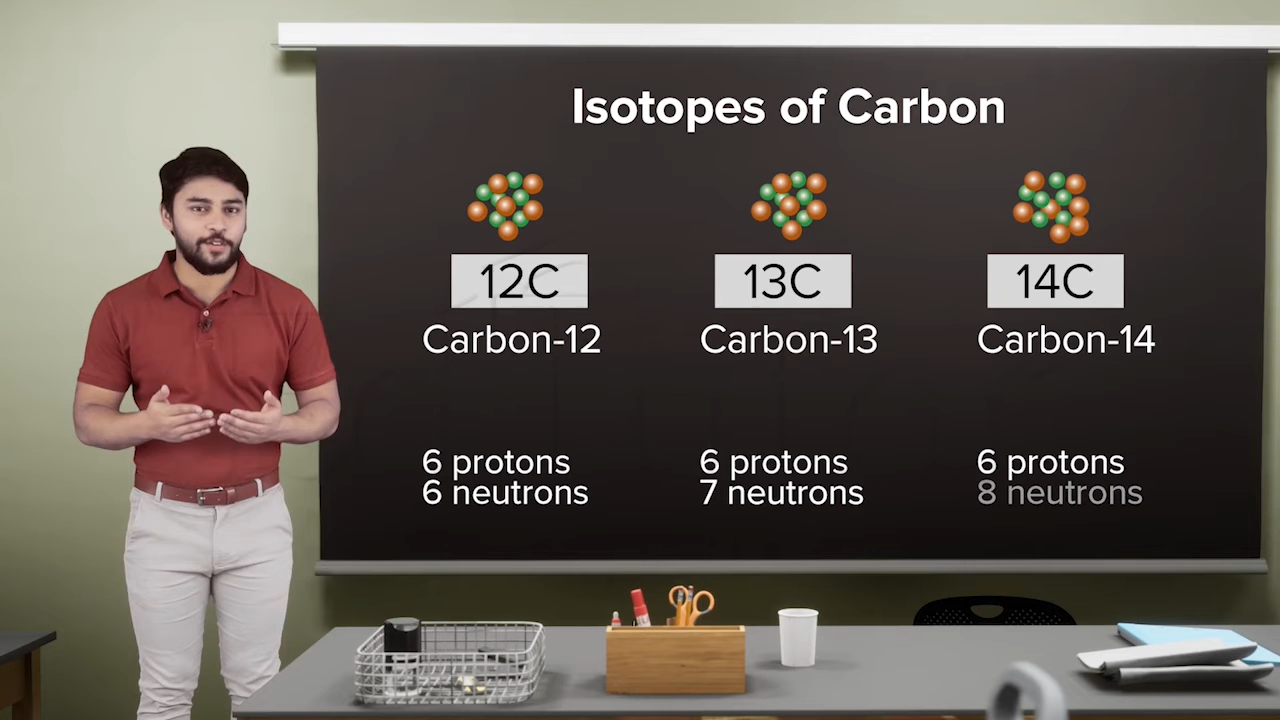 Isotopes of Carbon
12C
13C
14C
Carbon-12
Carbon-13
Carbon-14
6 protons
6 neutrons
6 protons
7 neutrons
6 protons
8 neutrons